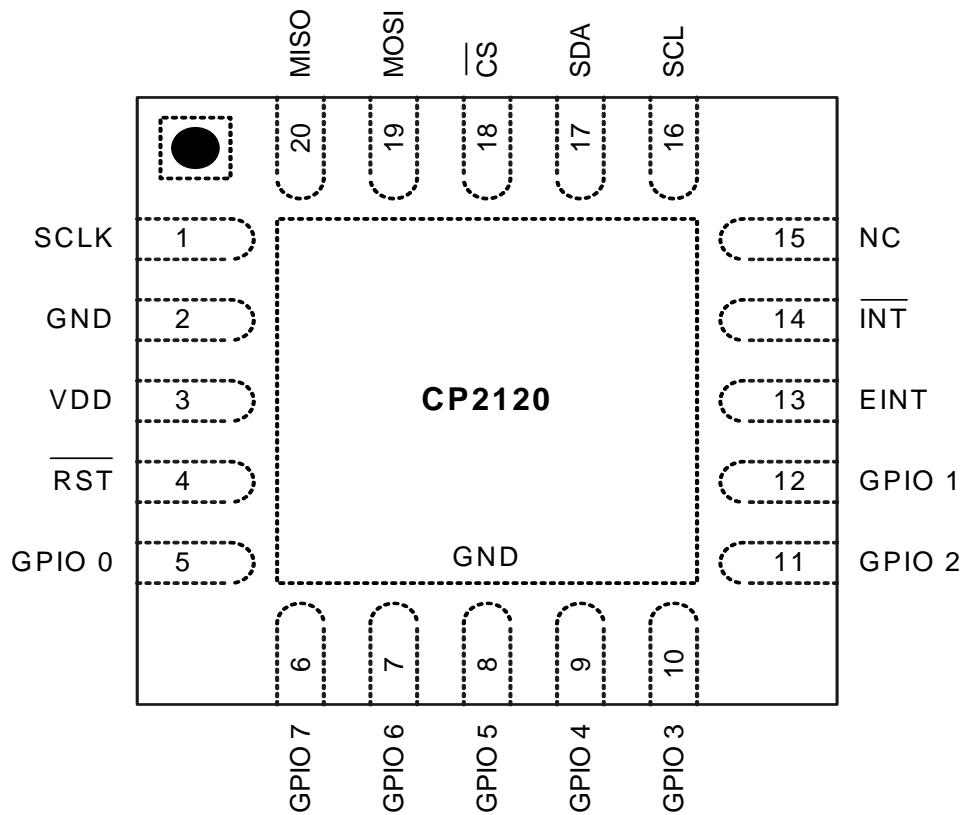 MISO
MOSI
CS
SDA
SCL
20
19
18
17
16
SCLK 1
15 NC
GND 2
14 INT
VDD 3
CP2120
13 EINT
RST 4
12 GPIO 1
GPIO 0 5
GND
11 GPIO 2
6
7
8
9
10
GPIO 7
GPIO 6
GPIO 5
GPIO 4
GPIO 3